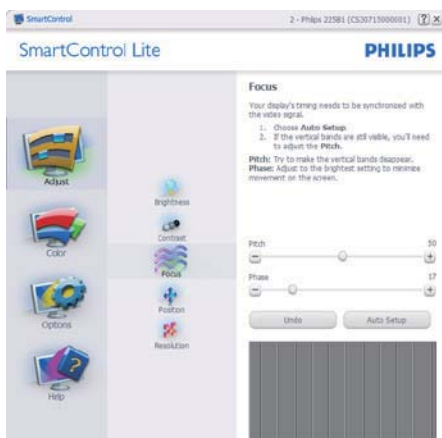 SmartControl
2 - Philips 225B1 (CS30715000001)
SmartControl Lite
PHILIPS
Adjust
Color
Options
Help
Brightness
Contrast
Focus
Position
Resolution
Focus
Your display's timing needs to be synchronized with
the video signal.
1. Choose Auto Setup.
2. If the vertical bands are still visible, you'll need
to adjust the Pitch.
Pitch: Try to make the vertical bands disappear.
Phase: Adjust to the brightest setting to minimize
movement on the screen.
Pitch 50
Phase 17
Undo
Auto Setup